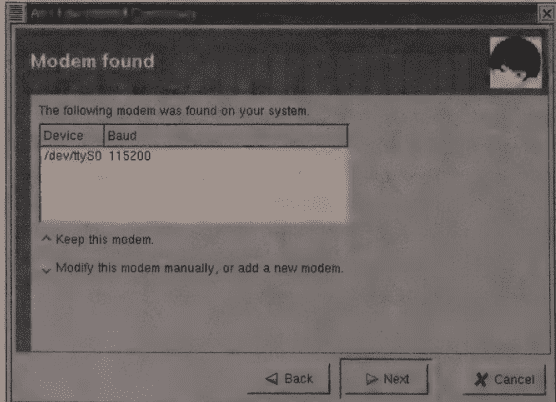 Modem found
The following modem was found on your system.
Device Baud
/dev/ttyS0 115200
Keep this modem.
Modify this modem manually, or add a new modem.
Back Next Cancel